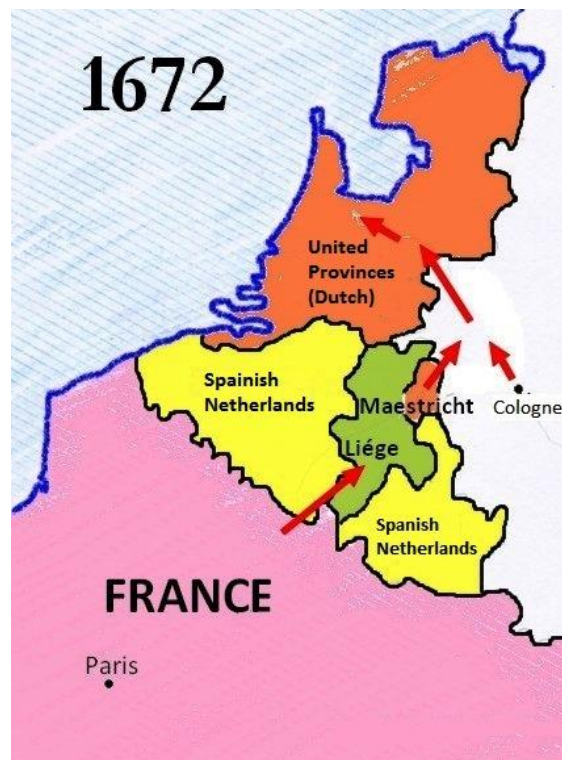 1672
United
Provinces
(Dutch)
Spainish
Netherlands
Maestricht
Cologne
Liége
Spanish
Netherlands
FRANCE
Paris